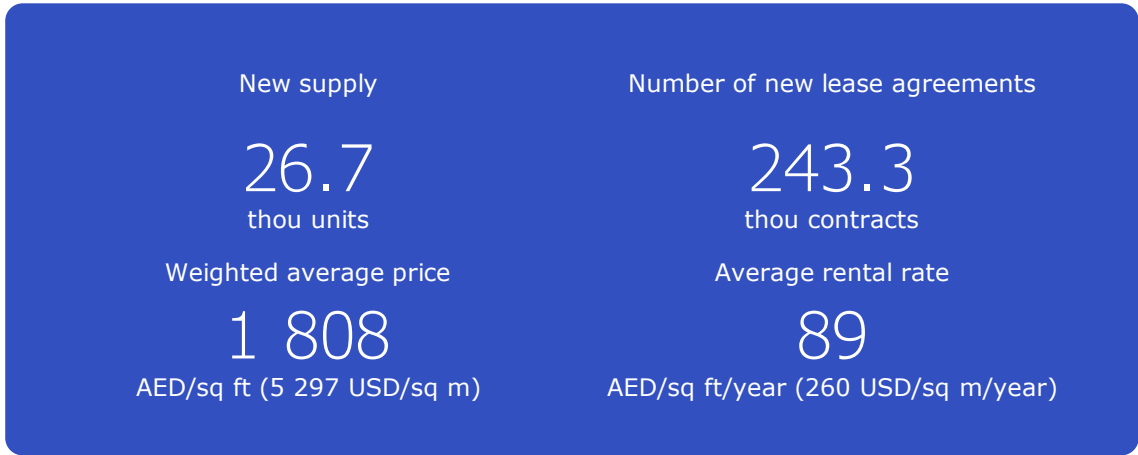 New supply
26.7
thou units
Number of new lease agreements
243.3
thou contracts
Weighted average price
1 808
AED/sq ft (5 297 USD/sq m)
Average rental rate
89
AED/sq ft/year (260 USD/sq m/year)